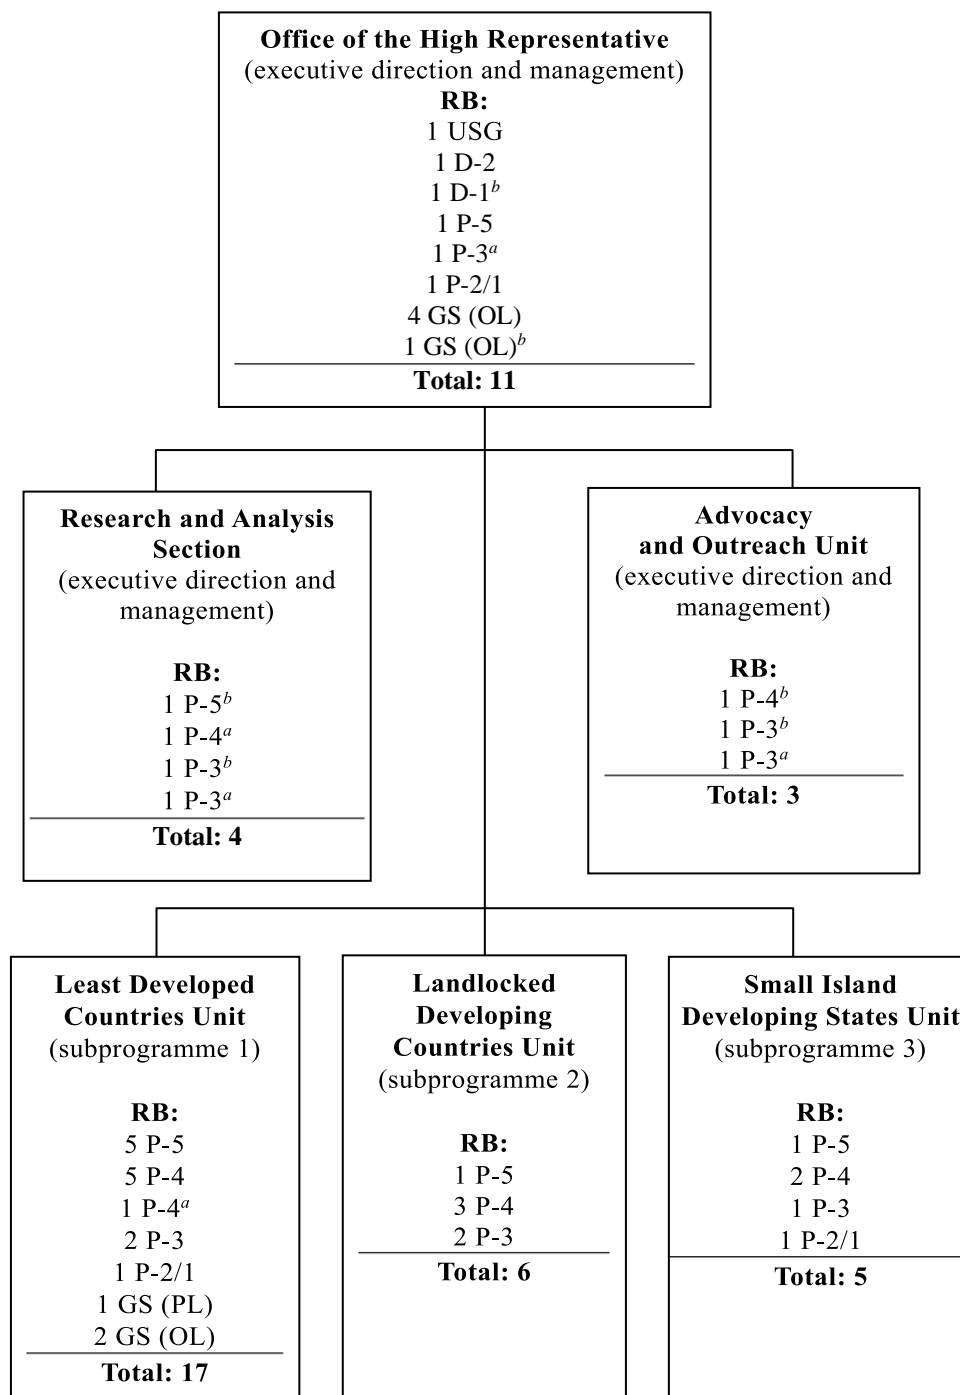 Office of the High Representative
(executive direction and management)
RB:
1 USG
1 D-2
1 D-1ᵇ
1 P-5
1 P-3ᵃ
1 P-2/1
4 GS (OL)
1 GS (OL)ᵇ
Total: 11
Research and Analysis
Section
(executive direction and
management)
RB:
1 P-5ᵇ
1 P-4ᵃ
1 P-3ᵇ
1 P-3ᵃ
Total: 4
Advocacy
and Outreach Unit
(executive direction and
management)
RB:
1 P-4ᵇ
1 P-3ᵇ
1 P-3ᵃ
Total: 3
Least Developed
Countries Unit
(subprogramme 1)
RB:
5 P-5
5 P-4
1 P-4ᵃ
2 P-3
1 P-2/1
1 GS (PL)
2 GS (OL)
Total: 17
Landlocked
Developing
Countries Unit
(subprogramme 2)
RB:
1 P-5
3 P-4
2 P-3
Total: 6
Small Island
Developing States Unit
(subprogramme 3)
RB:
1 P-5
2 P-4
1 P-3
1 P-2/1
Total: 5